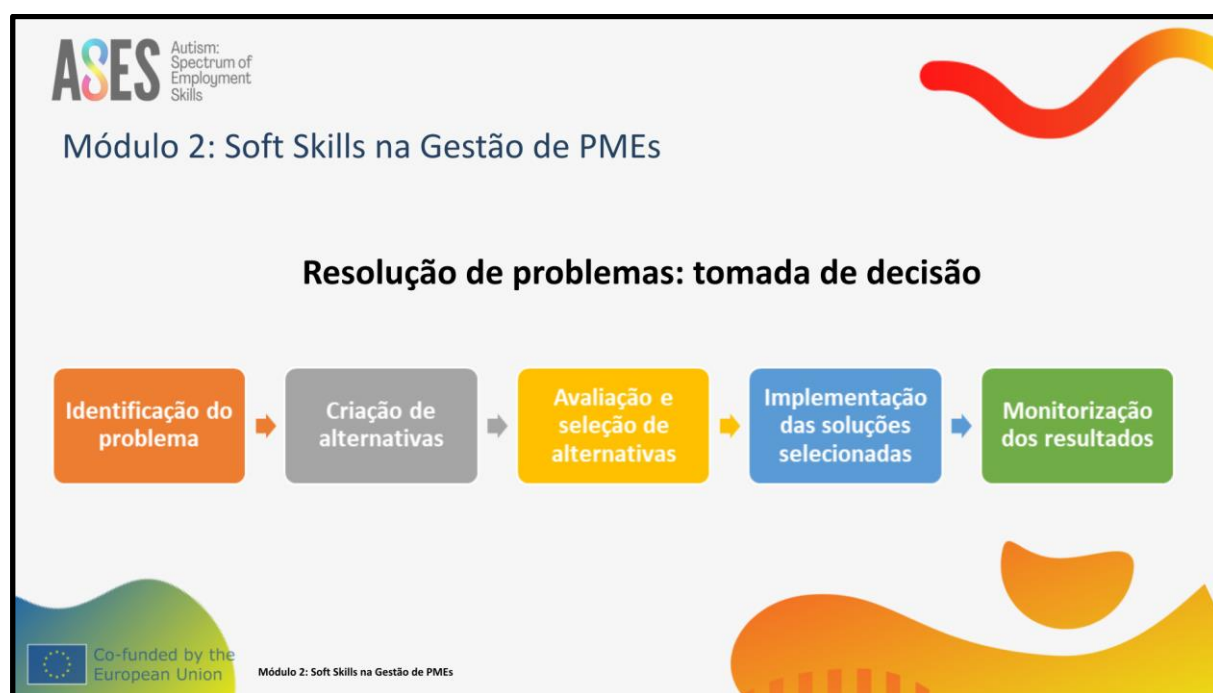 ASES
Autism:
Spectrum of
Employment
Skills
Módulo 2: Soft Skills na Gestão de PMEs
Resolução de problemas: tomada de decisão
Identificação do
problema
Criação de
alternativas
Avaliação e
seleção de
alternativas
Implementação
das soluções
selecionadas
Monitorização
dos resultados
Co-funded by the
European Union
Módulo 2: Soft Skills na Gestão de PMEs